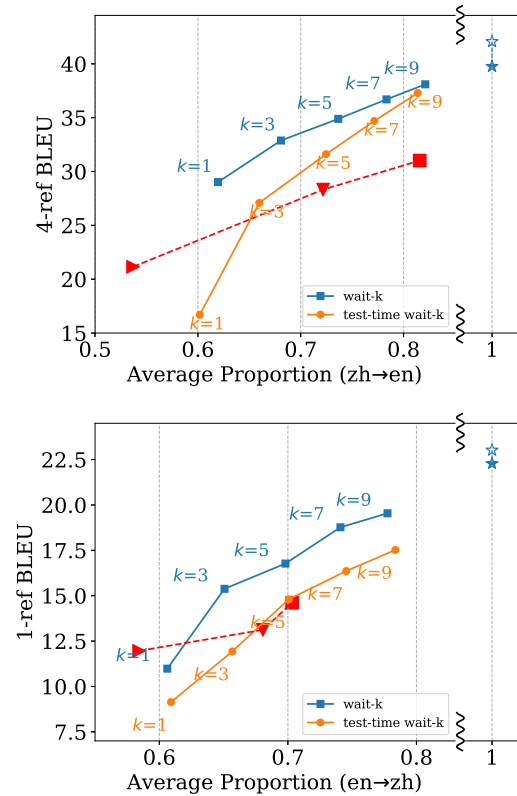 40
35
30
25
20
15
4-ref BLEU
k=1
k=3
k=5
k=7
k=9
k=1
k=3
k=5
k=7
k=9
wait-k
test-time wait-k
0.5
0.6
0.7
0.8
1
Average Proportion (zh→en)
22.5
20.0
17.5
15.0
12.5
10.0
7.5
1-ref BLEU
k=1
k=3
k=5
k=7
k=9
k=1
k=3
k=5
k=7
k=9
wait-k
test-time wait-k
0.6
0.7
0.8
1
Average Proportion (en→zh)